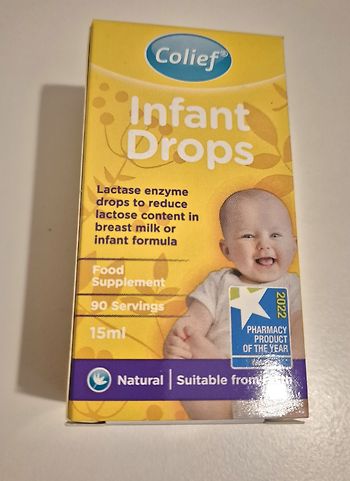 Colief®
Infant
Drops
Lactase enzyme
drops to reduce
lactose content in
breast milk or
infant formula
Food
Supplement
90 Servings
15ml
2022
PHARMACY
PRODUCT
OF THE YEAR
Natural | Suitable from